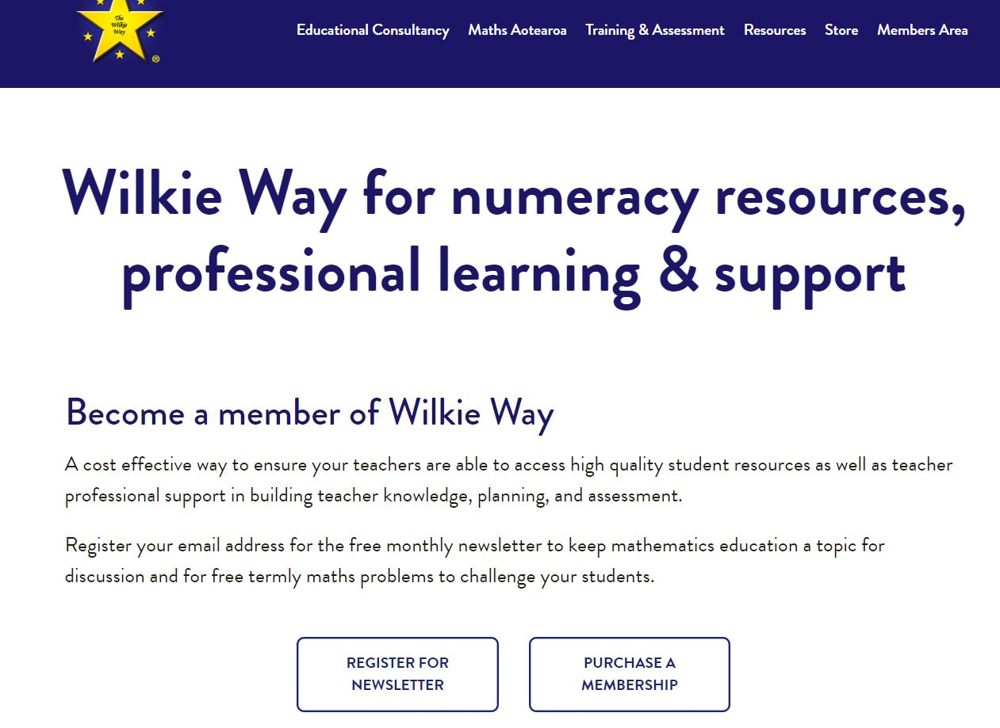 The
Wilkie
Way
®
Educational Consultancy Maths Aotearoa Training & Assessment Resources Store Members Area
Wilkie Way for numeracy resources,
professional learning & support
Become a member of Wilkie Way
A cost effective way to ensure your teachers are able to access high quality student resources as well as teacher
professional support in building teacher knowledge, planning, and assessment.
Register your email address for the free monthly newsletter to keep mathematics education a topic for
discussion and for free termly maths problems to challenge your students.
REGISTER FOR
NEWSLETTER
PURCHASE A
MEMBERSHIP